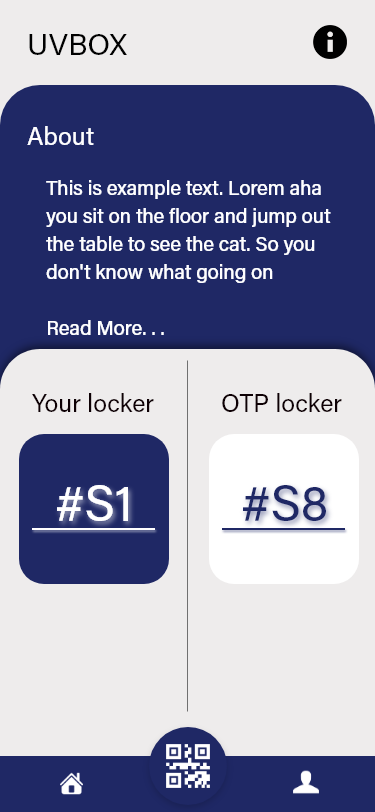 UVBOX
About
This is example text. Lorem aha
you sit on the floor and jump out
the table to see the cat. So you
don't know what going on
Read More. . .
Your locker
OTP locker
#S1
#S8